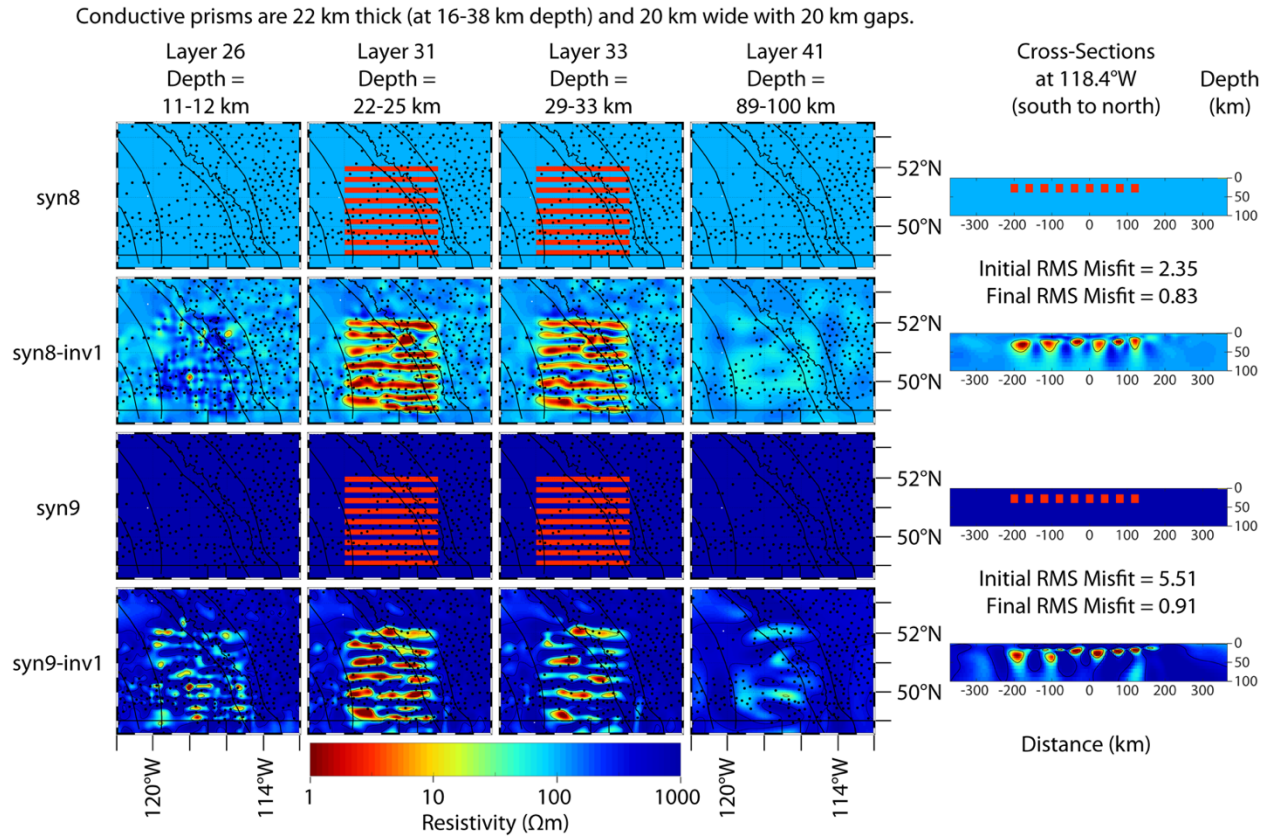 Conductive prisms are 22 km thick (at 16-38 km depth) and 20 km wide with 20 km gaps.
Layer 26
Depth =
11-12 km
Layer 31
Depth =
22-25 km
Layer 33
Depth =
29-33 km
Layer 41
Depth =
89-100 km
Cross-Sections
at 118.4°W
(south to north)
Depth
(km)
syn8
52°N
50°N
0
50
100
-300 -200 -100 0 100 200 300
Initial RMS Misfit = 2.35
Final RMS Misfit = 0.83
syn8-inv1
52°N
50°N
0
50
100
-300 -200 -100 0 100 200 300
syn9
52°N
50°N
0
50
100
-300 -200 -100 0 100 200 300
Initial RMS Misfit = 5.51
Final RMS Misfit = 0.91
syn9-inv1
52°N
50°N
0
50
100
-300 -200 -100 0 100 200 300
Distance (km)
120°W
114°W
1 10 100 1000
Resistivity (Ωm)
120°W
114°W